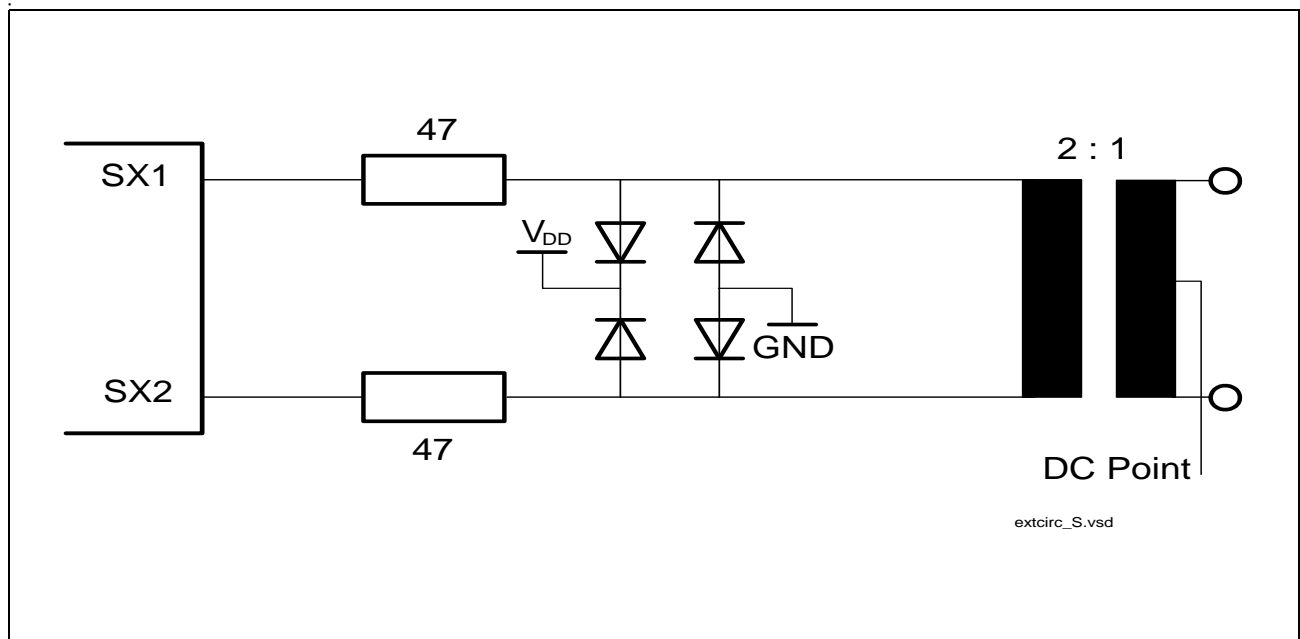 47
2 : 1
SX1
VDD
GND
SX2
47
DC Point
extcirc_S.vsd